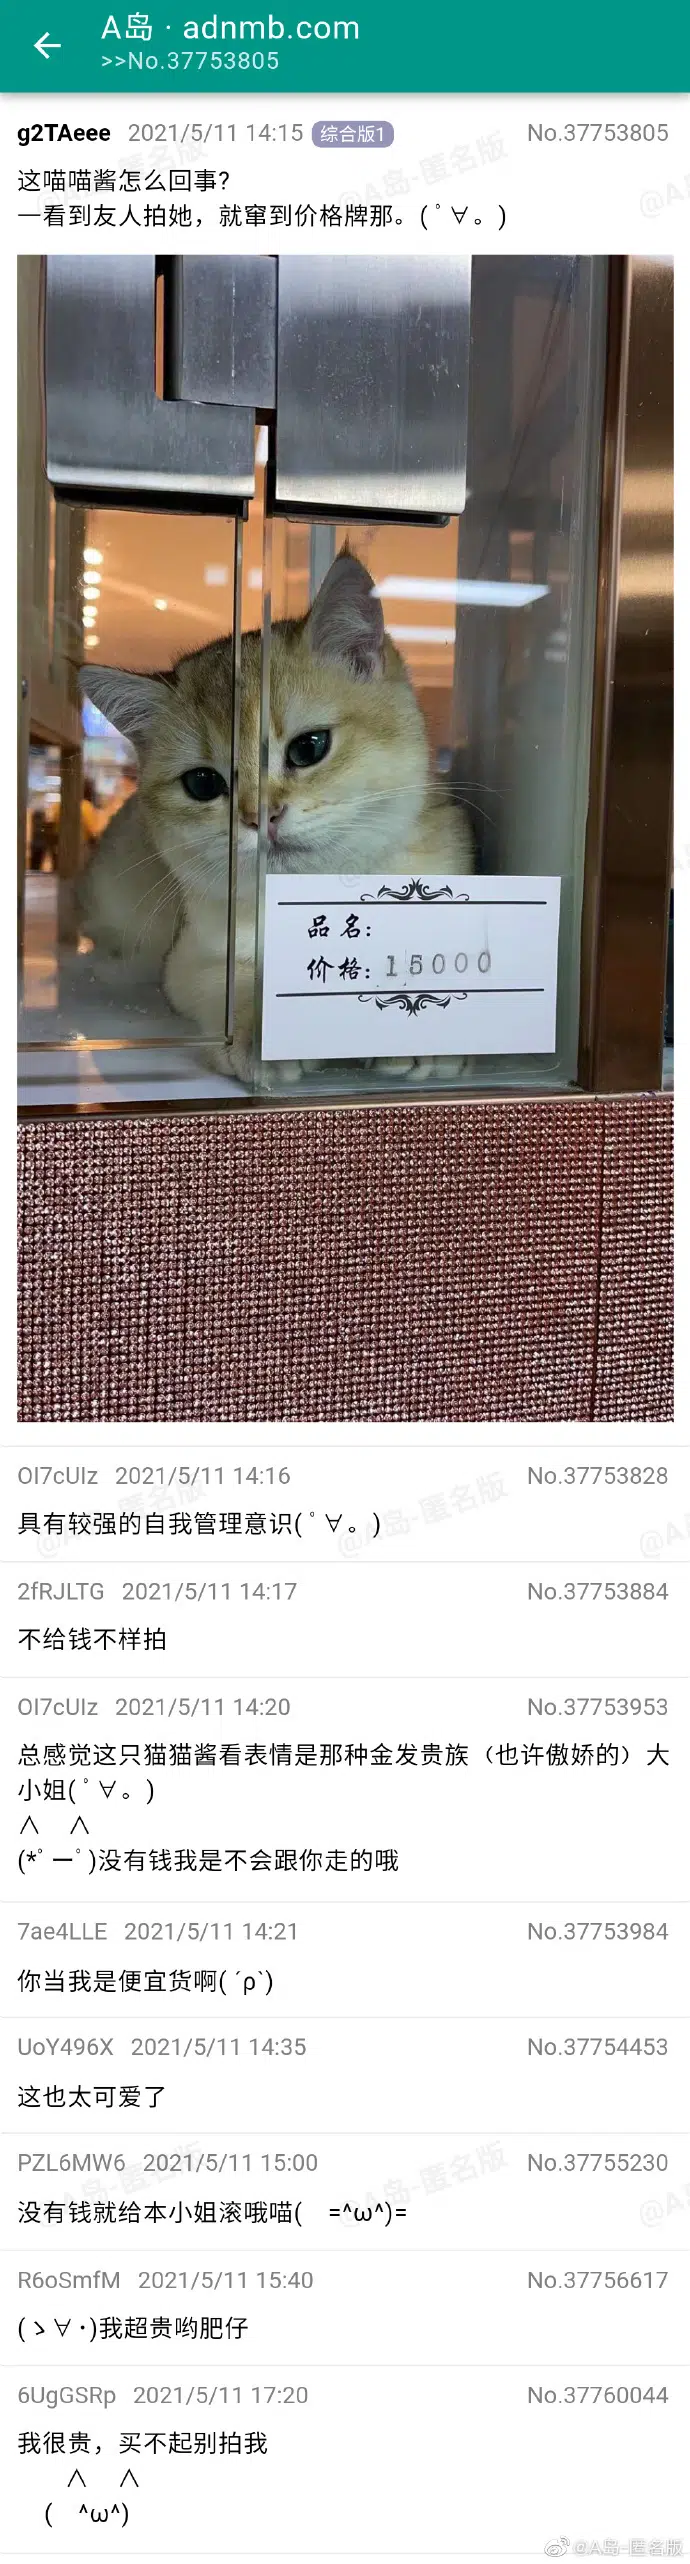 A岛 · adnmb.com
>>No.37753805
g2TAeee 2021/5/11 14:15 综合版1 No.37753805
这喵喵酱怎么回事?
一看到友人拍她，就窜到价格牌那。( ﾟ∀。)
品名:
价格: 15000
OI7cUIz 2021/5/11 14:16 No.37753828
具有较强的自我管理意识( ﾟ∀。)
2fRJLTG 2021/5/11 14:17 No.37753884
不给钱不样拍
OI7cUIz 2021/5/11 14:20 No.37753953
总感觉这只猫猫酱看表情是那种金发贵族（也许傲娇的）大
小姐( ﾟ∀。)
∧ ∧
(*ﾟーﾟ)没有钱我是不会跟你走的哦
7ae4LLE 2021/5/11 14:21 No.37753984
你当我是便宜货啊( ´ρ`)
UoY496X 2021/5/11 14:35 No.37754453
这也太可爱了
PZL6MW6 2021/5/11 15:00 No.37755230
没有钱就给本小姐滚哦喵( =^ω^)=
R6oSmfM 2021/5/11 15:40 No.37756617
(ゝ∀･)我超贵哟肥仔
6UgGSRp 2021/5/11 17:20 No.37760044
我很贵，买不起别拍我
∧ ∧
( ^ω^)
@A岛-匿名版